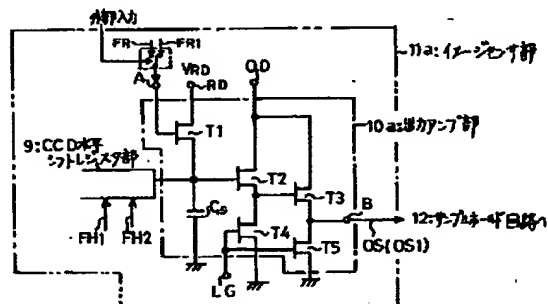 外部入力
FR
FR1
11a:イメージセンサ部
A
VRD
RD
OD
T1
10a:出力アンプ部
9:CCD水平
シフトレジスタ部
T2
T3
B
12:サンプルホールド回路へ
Cs
T4
T5
OS(OS1)
FH1
FH2
LG